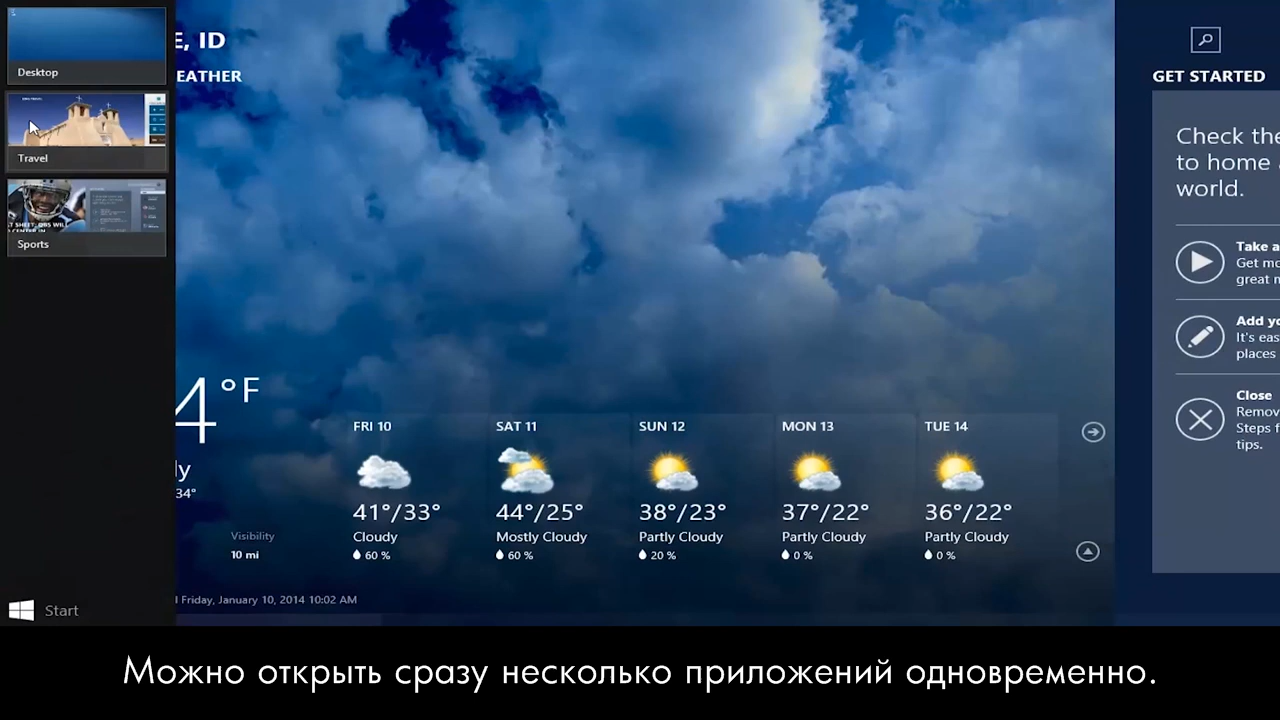 Desktop
Travel
Sports
Start
E, ID
EATHER
4°F
ly
34°
Visibility
10 mi
FRI 10
41°/33°
Cloudy
60 %
SAT 11
44°/25°
Mostly Cloudy
60 %
SUN 12
38°/23°
Partly Cloudy
20 %
MON 13
37°/22°
Partly Cloudy
0 %
TUE 14
36°/22°
Partly Cloudy
0 %
Friday, January 10, 2014 10:02 AM
GET STARTED
Check the
to home
world.
Take a
Get mo
great m
Add yo
It's eas
places
Close
Remov
Steps f
tips.
Можно открыть сразу несколько приложений одновременно.